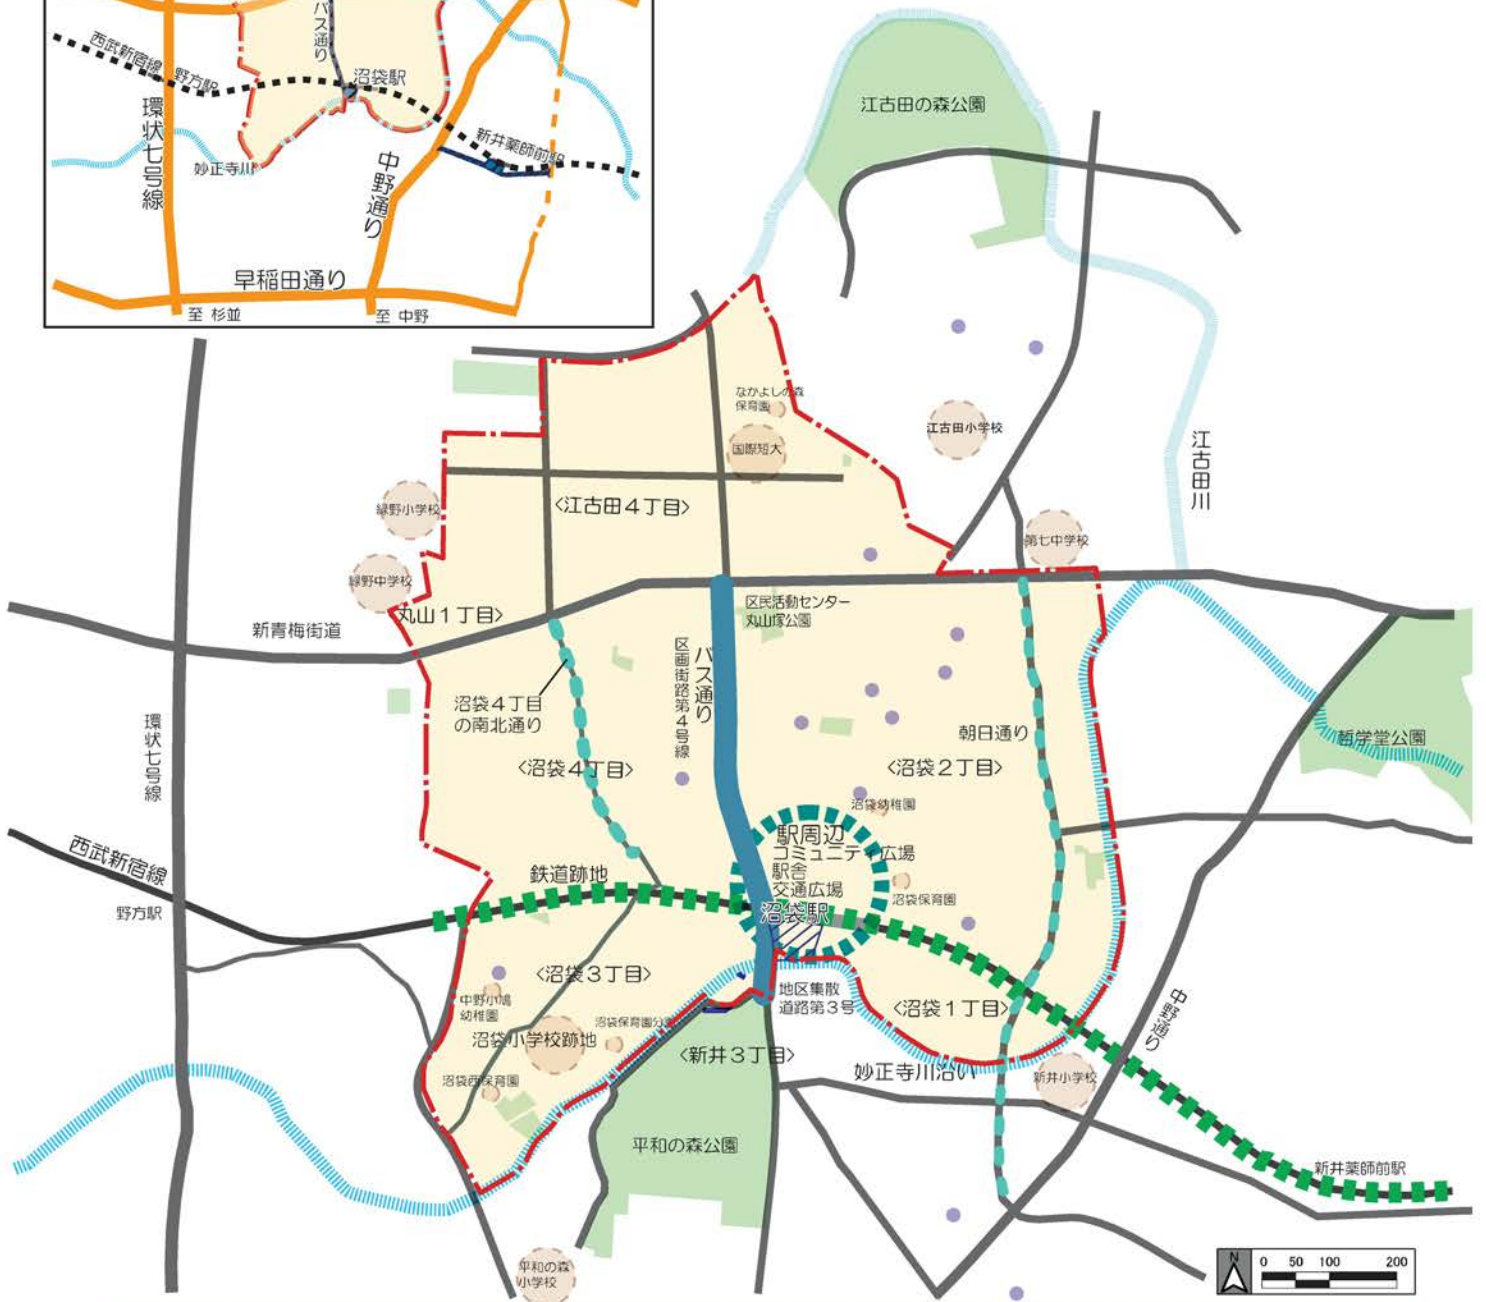 バス通り
西武新宿線
野方駅
沼袋駅
環状七号線
新井薬師前駅
妙正寺川
中野通り
早稲田通り
至 杉並
至 中野
江古田の森公園
なかよしの森
保育園
国際短大
江古田小学校
江古田川
緑野小学校
〈江古田4丁目〉
第七中学校
緑野中学校
丸山1丁目〉
区民活動センター
丸山塚公園
新青梅街道
区画街路第4号線
バス通り
沼袋4丁目
の南北通り
朝日通り
哲学堂公園
環状七号線
〈沼袋4丁目〉
〈沼袋2丁目〉
沼袋幼稚園
駅周辺
コミュニティ広場
駅舎
交通広場
沼袋駅
西武新宿線
鉄道跡地
沼袋保育園
野方駅
〈沼袋3丁目〉
中野小鳩
幼稚園
地区集散
道路第3号
〈沼袋1丁目〉
中野通り
沼袋保育園分園
沼袋小学校跡地
〈新井3丁目〉
妙正寺川沿い
新井小学校
沼袋西保育園
平和の森公園
新井薬師前駅
平和の森
小学校
N
0 50 100 200